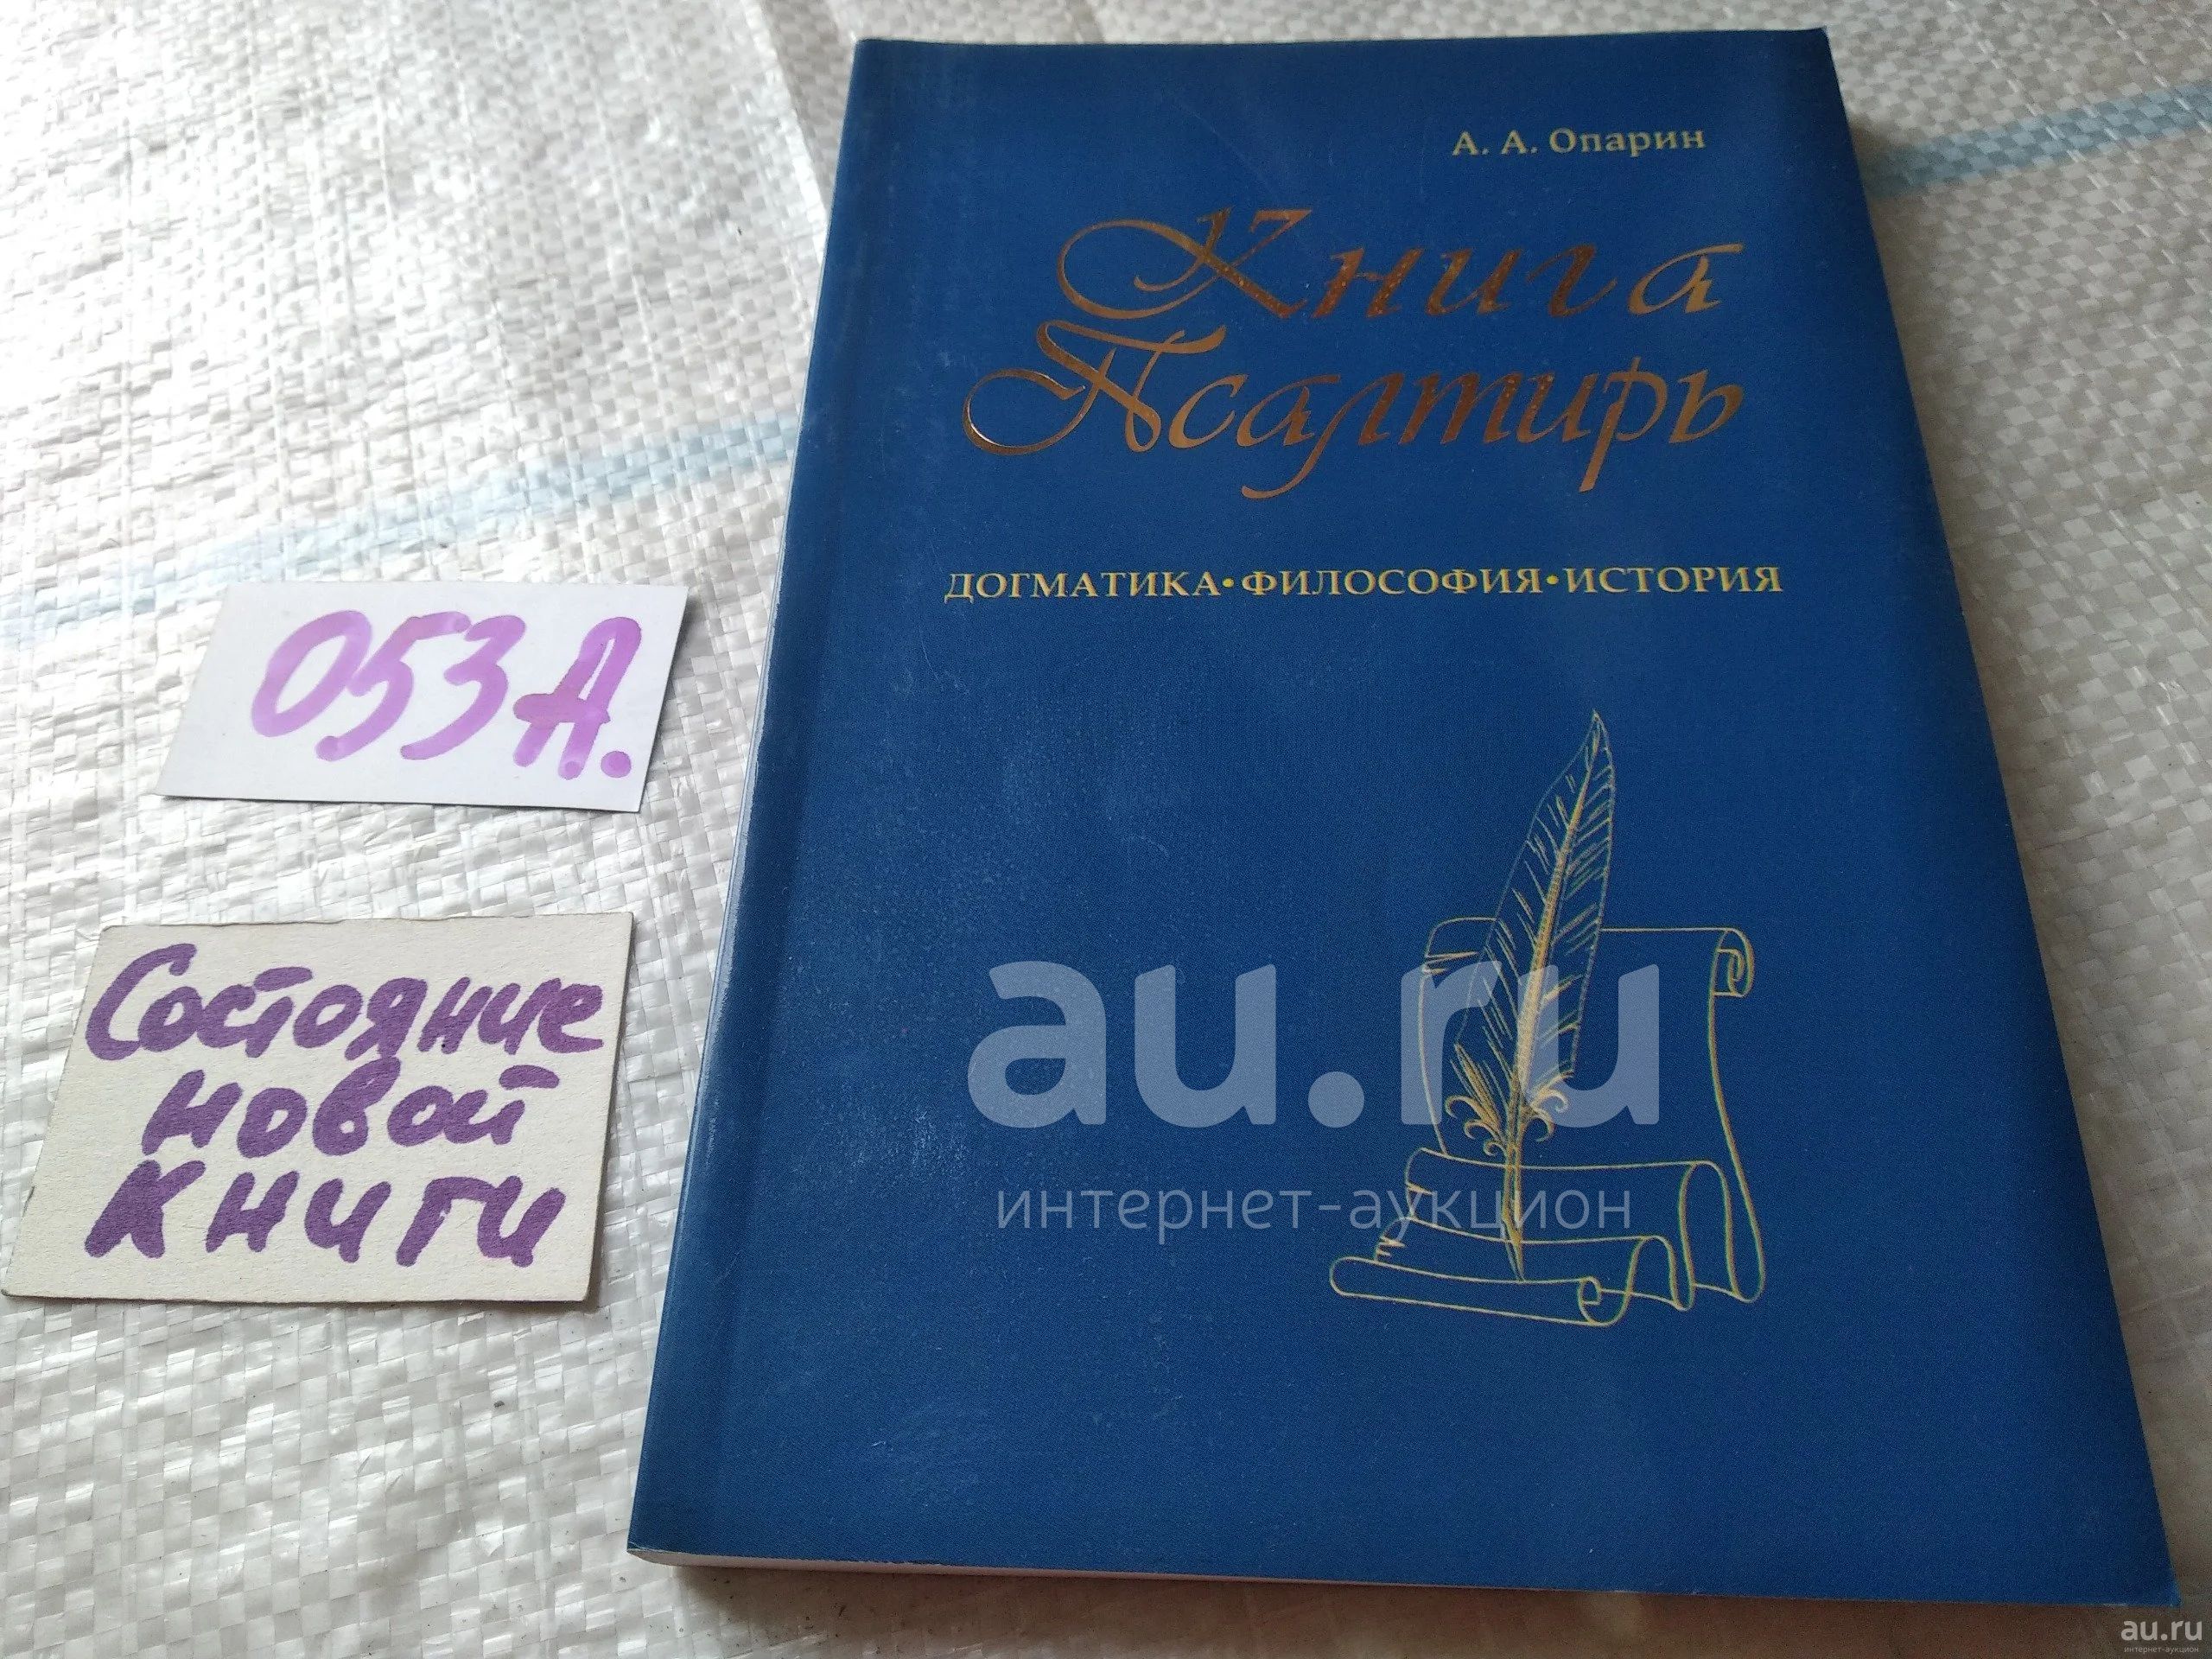 А. А. Опарин
Книга
Псалтирь
ДОГМАТИКА•ФИЛОСОФИЯ•ИСТОРИЯ
053А.
Состояние
новой
книги
au.ru
интернет-аукцион
au.ru
интернет-аукцион